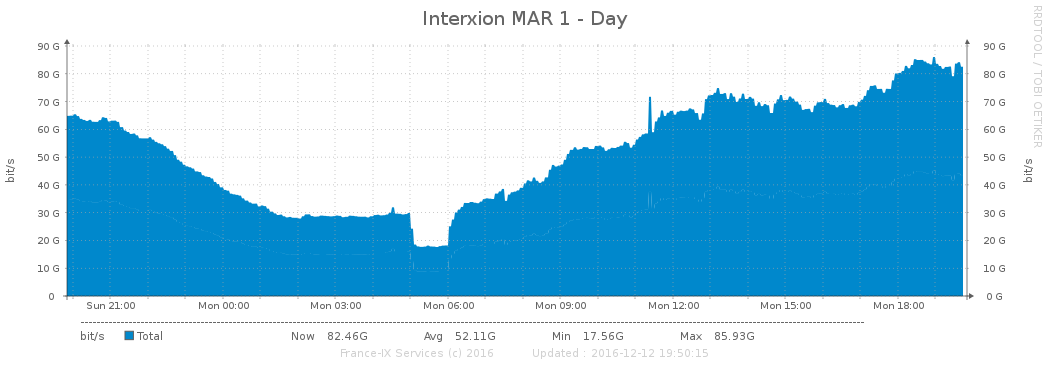 Interxion MAR 1 - Day
RRDTOOL / TOBI OETIKER
90 G 90 G
80 G 80 G
70 G 70 G
60 G 60 G
50 G 50 G
40 G 40 G
30 G 30 G
20 G 20 G
10 G 10 G
0 0 G
bit/s bit/s
Sun 21:00 Mon 00:00 Mon 03:00 Mon 06:00 Mon 09:00 Mon 12:00 Mon 15:00 Mon 18:00
bit/s Total Now 82.46G Avg 52.11G Min 17.56G Max 85.93G
France-IX Services (c) 2016 Updated : 2016-12-12 19:50:15